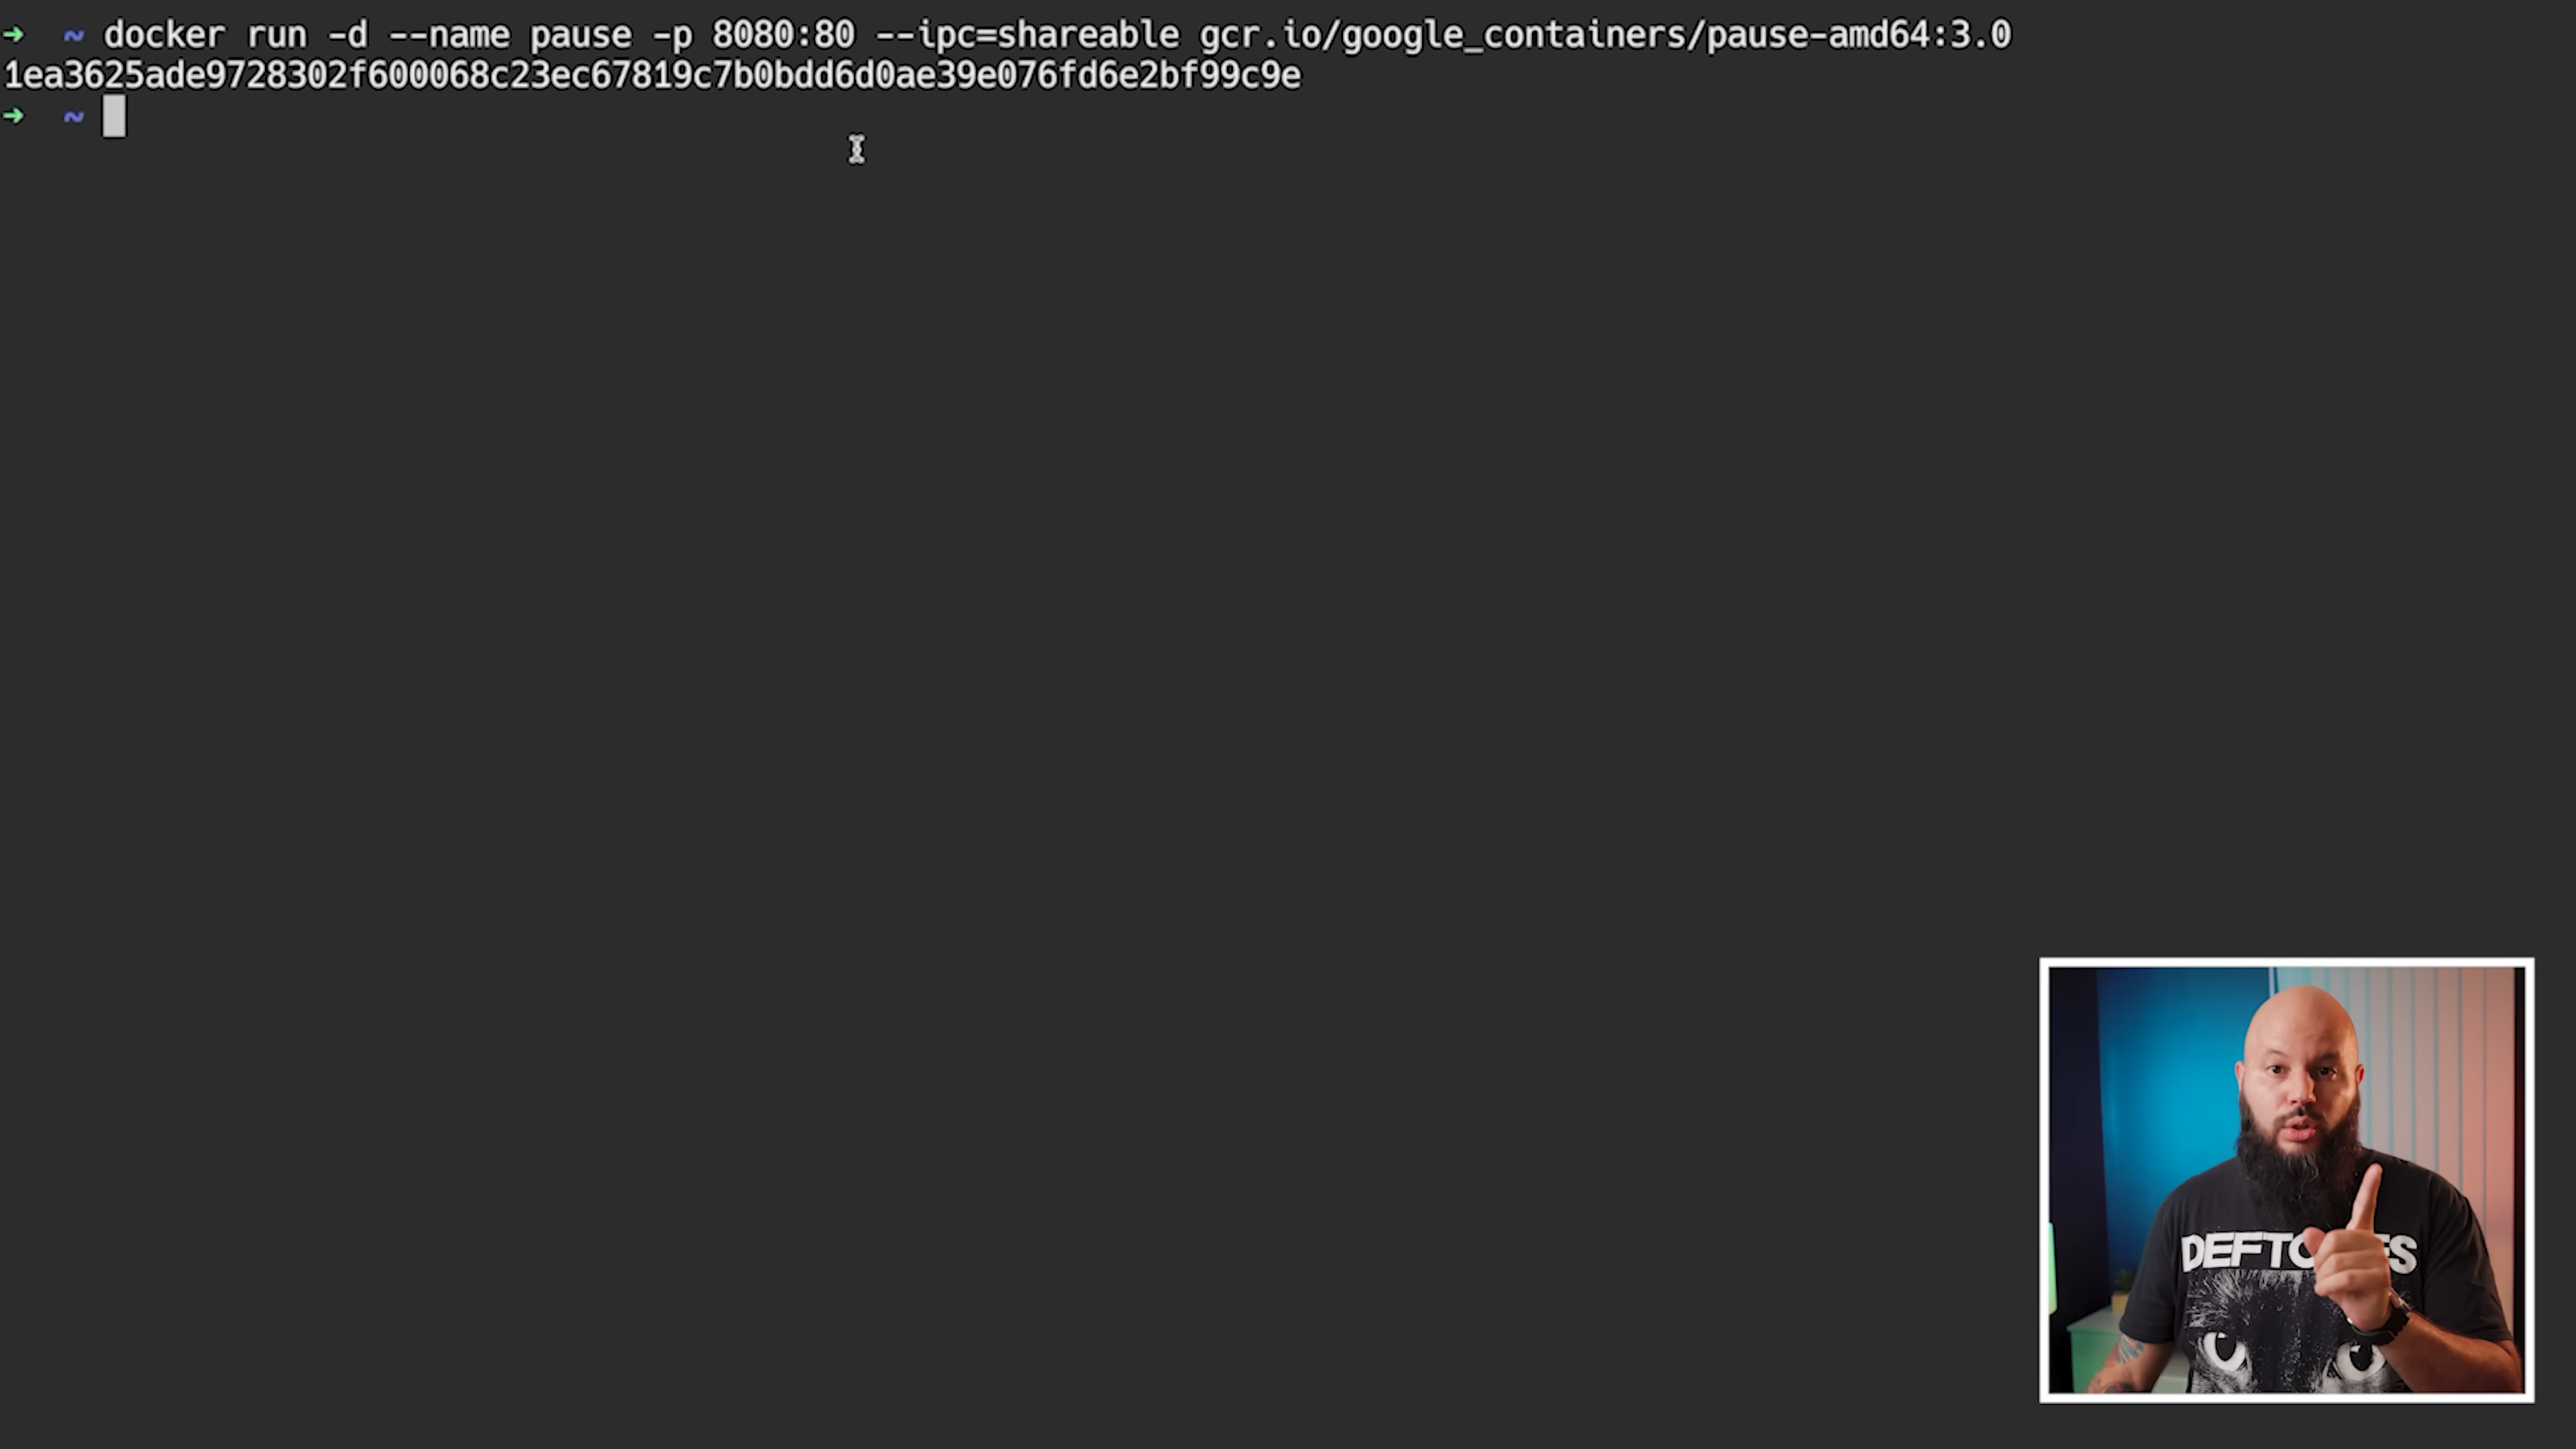 ➜ ~ docker run -d --name pause -p 8080:80 --ipc=shareable gcr.io/google_containers/pause-amd64:3.0
1ea3625ade9728302f600068c23ec67819c7b0bdd6d0ae39e076fd6e2bf99c9e
➜ ~